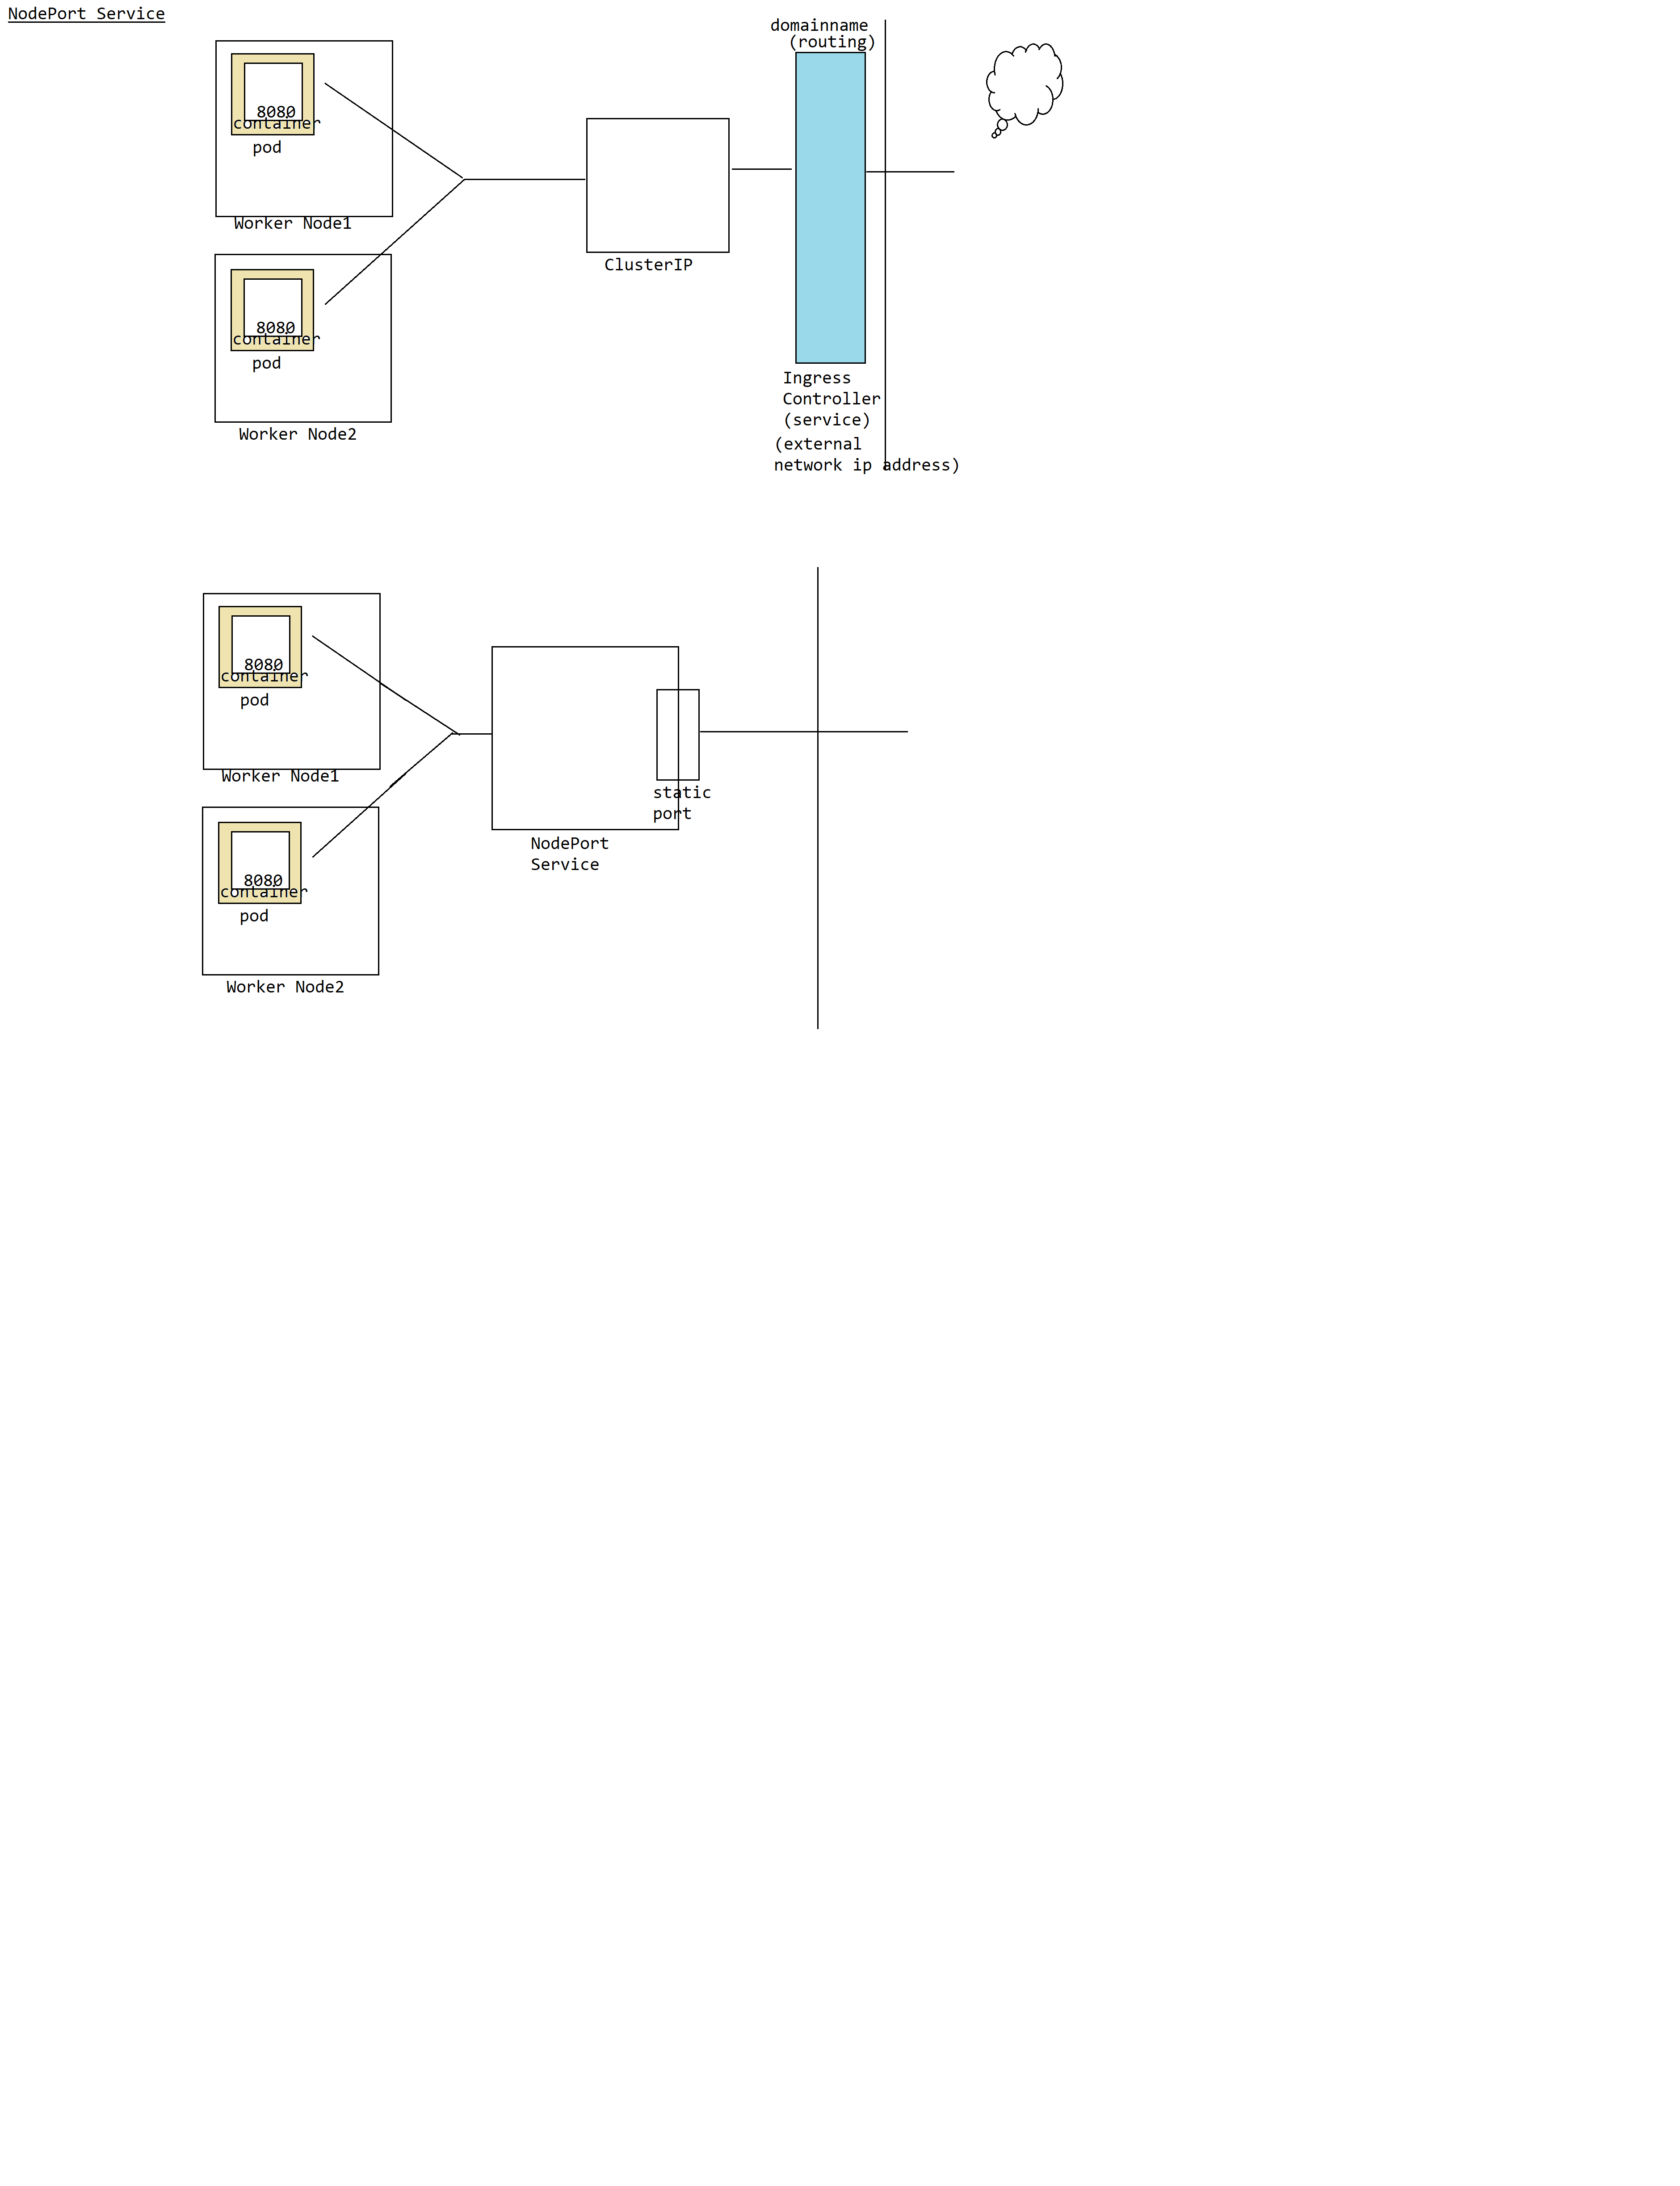 NodePort Service
domainname
(routing)
8080
container
pod
Worker Node1
ClusterIP
8080
container
pod
Worker Node2
Ingress
Controller
(service)
(external
network ip address)
8080
container
pod
Worker Node1
static
port
NodePort
Service
8080
container
pod
Worker Node2